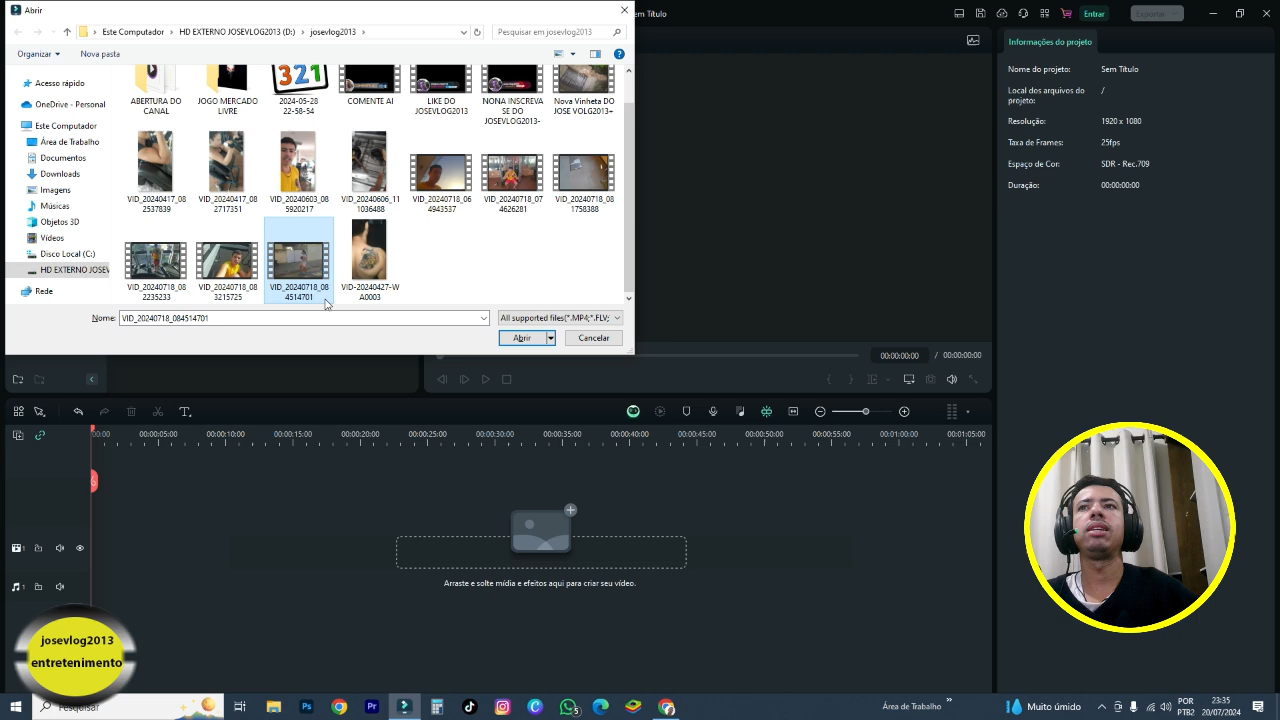 Abrir
em Título
Entrar
Exportar
Este Computador > HD EXTERNO JOSEVLOG2013 (D:) > josevlog2013 >
Pesquisar em josevlog2013
Organizar
Nova pasta
Acesso rápido
OneDrive - Personal
Este Computador
Área de Trabalho
Documentos
Downloads
Imagens
Músicas
Objetos 3D
Vídeos
Disco Local (C:)
HD EXTERNO JOSEV
Rede
321
ABERTURA DO CANAL
JOGO MERCADO LIVRE
2024-05-28 22-58-54
COMENTE AI
LIKE DO JOSEVLOG2013
NONA INSCREVA SE DO JOSEVLOG2013-
Nova Vinheta DO JOSE VOLG2013+
VID_20240417_082537839
VID_20240417_082717351
VID_20240603_085920217
VID_20240606_111036488
VID_20240718_064943537
VID_20240718_074626281
VID_20240718_081758388
VID_20240718_082235233
VID_20240718_083215725
VID_20240718_084514701
VID-20240427-WA0003
Nome:
VID_20240718_084514701
All supported files(*.MP4;*.FLV;
Abrir
Cancelar
Informações do projeto
Nome do projeto: Sem Título
Local dos arquivos do projeto: /
Resolução: 1920 x 1080
Taxa de Frames: 25fps
Espaço de Cor: SDR - Rec.709
Duração: 00:00:00:00
00:00:00:00 / 00:00:00:00
00:00 00:00:05:00 00:00:10:00 00:00:15:00 00:00:20:00 00:00:25:00 00:00:30:00 00:00:35:00 00:00:40:00 00:00:45:00 00:00:50:00 00:00:55:00 00:01:00:00 00:01:05:00
1
1
Arraste e solte mídia e efeitos aqui para criar seu vídeo.
josevlog2013
entretenimento
Pesquisar
Ps
Pr
5
Área de Trabalho
Muito úmido
POR
PTB2
23:35
20/07/2024